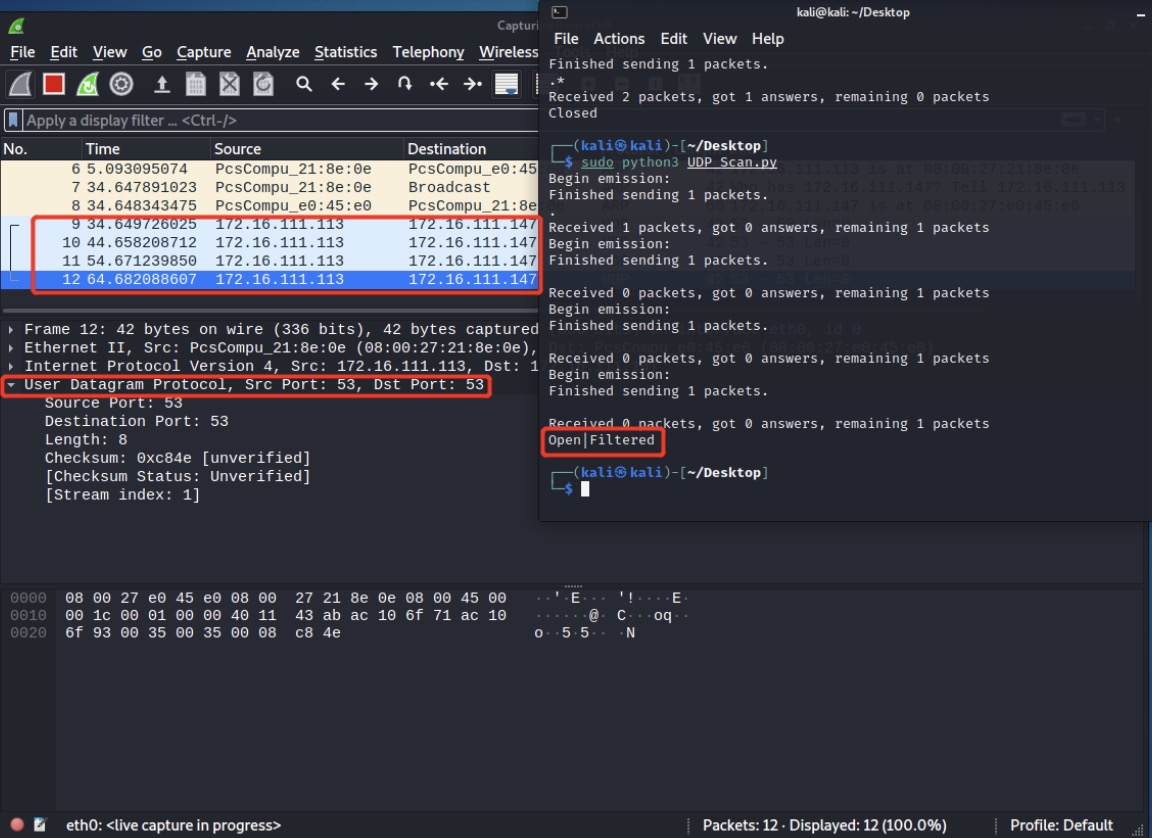 Capturi
File Edit View Go Capture Analyze Statistics Telephony Wireless
Apply a display filter ... <Ctrl-/>
No. Time Source Destination
6 5.093095074 PcsCompu_21:8e:0e PcsCompu_e0:45
7 34.647891023 PcsCompu_21:8e:0e Broadcast
8 34.648343475 PcsCompu_e0:45:e0 PcsCompu_21:8e
9 34.649726025 172.16.111.113 172.16.111.147
10 44.658208712 172.16.111.113 172.16.111.147
11 54.671239850 172.16.111.113 172.16.111.147
12 64.682088607 172.16.111.113 172.16.111.147
Frame 12: 42 bytes on wire (336 bits), 42 bytes captured
Ethernet II, Src: PcsCompu_21:8e:0e (08:00:27:21:8e:0e),
Internet Protocol Version 4, Src: 172.16.111.113, Dst: 1
User Datagram Protocol, Src Port: 53, Dst Port: 53
Source Port: 53
Destination Port: 53
Length: 8
Checksum: 0xc84e [unverified]
[Checksum Status: Unverified]
[Stream index: 1]
0000 08 00 27 e0 45 e0 08 00 27 21 8e 0e 08 00 45 00 ··'·E··· '!····E·
0010 00 1c 00 01 00 00 40 11 43 ab ac 10 6f 71 ac 10 ······@· C···oq··
0020 6f 93 00 35 00 35 00 08 c8 4e o··5·5·· ·N
eth0: <live capture in progress>
Packets: 12 · Displayed: 12 (100.0%)
Profile: Default
kali@kali: ~/Desktop
File Actions Edit View Help
Finished sending 1 packets.
.*
Received 2 packets, got 1 answers, remaining 0 packets
Closed
┌──(kali㉿kali)-[~/Desktop]
└─$ sudo python3 UDP_Scan.py
Begin emission:
Finished sending 1 packets.
.
Received 1 packets, got 0 answers, remaining 1 packets
Begin emission:
Finished sending 1 packets.
Received 0 packets, got 0 answers, remaining 1 packets
Begin emission:
Finished sending 1 packets.
Received 0 packets, got 0 answers, remaining 1 packets
Begin emission:
Finished sending 1 packets.
Received 0 packets, got 0 answers, remaining 1 packets
Open|Filtered
┌──(kali㉿kali)-[~/Desktop]
└─$